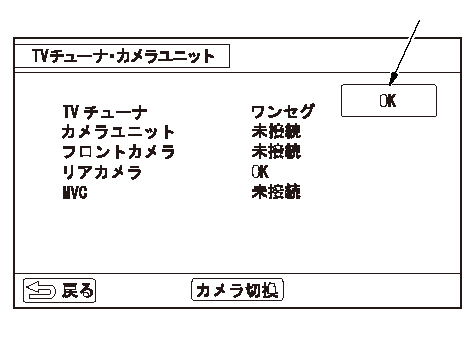 TVチューナ・カメラユニット
OK
TV チューナ ワンセグ
カメラユニット 未接続
フロントカメラ 未接続
リアカメラ OK
MVC 未接続
戻る カメラ切換